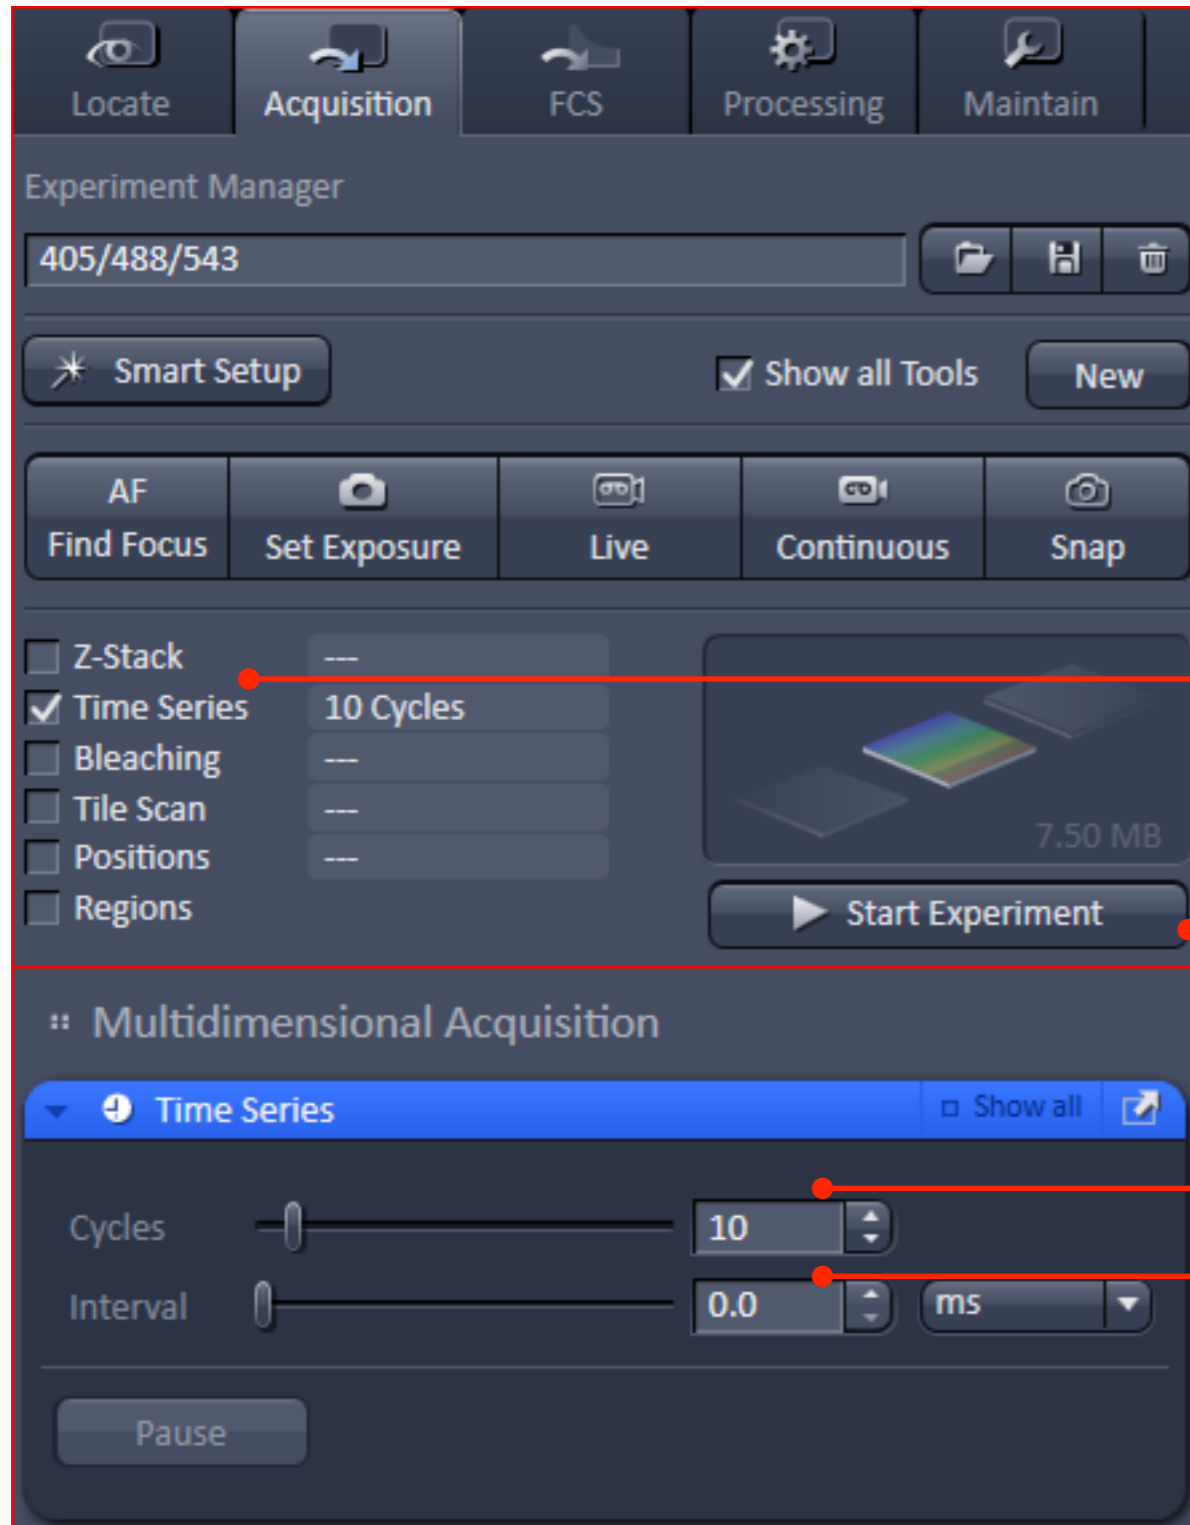 Locate Acquisition FCS Processing Maintain
Experiment Manager
405/488/543
Smart Setup Show all Tools New
AF
Find Focus Set Exposure Live Continuous Snap
Z-Stack ---
Time Series 10 Cycles
Bleaching ---
Tile Scan ---
7.50 MB
Positions ---
Regions
Start Experiment
Multidimensional Acquisition
Time Series Show all
Cycles 10
Interval 0.0 ms
Pause